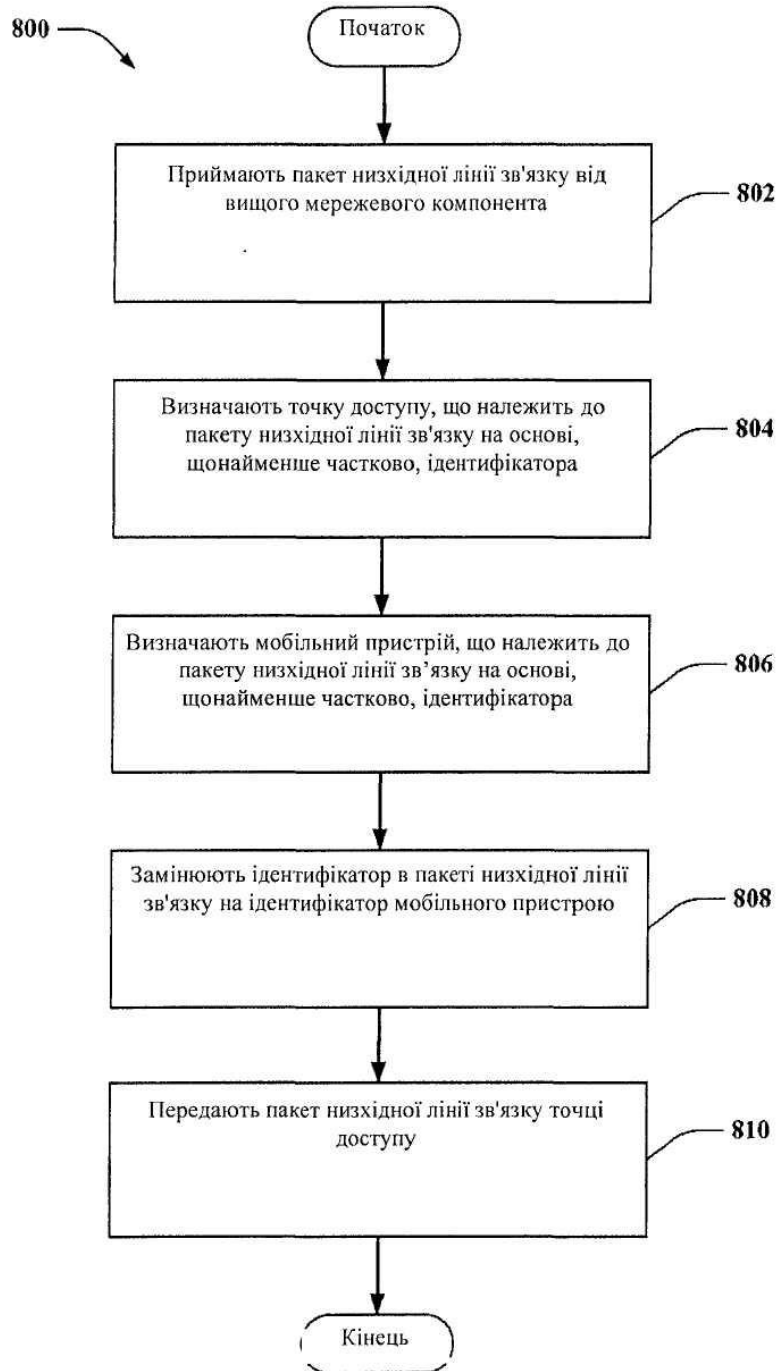 800
Початок
Приймають пакет низхідної лінії зв'язку від
вищого мережевого компонента
802
Визначають точку доступу, що належить до
пакету низхідної лінії зв'язку на основі,
щонайменше частково, ідентифікатора
804
Визначають мобільний пристрій, що належить до
пакету низхідної лінії зв’язку на основі,
щонайменше частково, ідентифікатора
806
Замінюють ідентифікатор в пакеті низхідної лінії
зв'язку на ідентифікатор мобільного пристрою
808
Передають пакет низхідної лінії зв'язку точці
доступу
810
Кінець